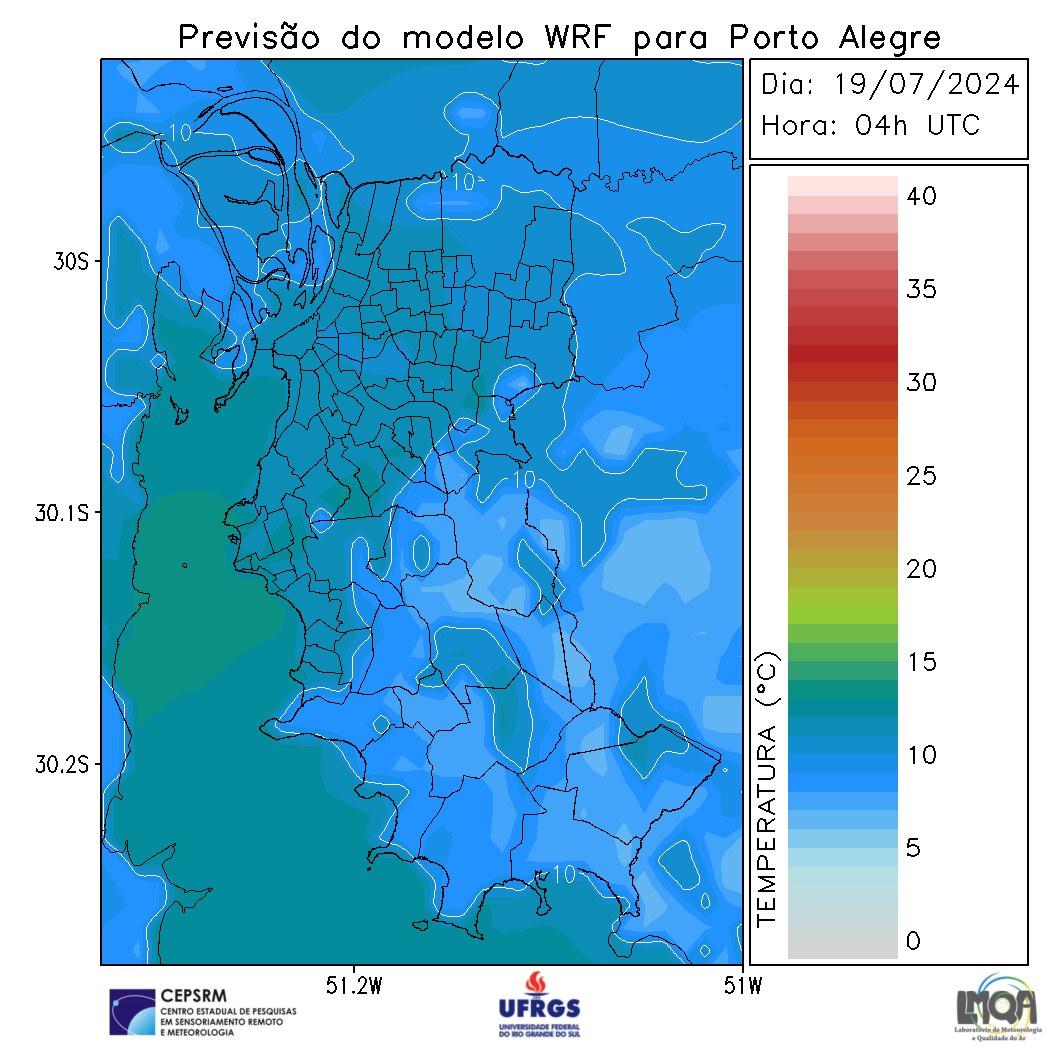 Previsão do modelo WRF para Porto Alegre
Dia: 19/07/2024
Hora: 04h UTC
10
10
10
10
30S
30.1S
30.2S
51.2W
51W
40
35
30
25
20
15
10
5
0
TEMPERATURA (°C)
CEPSRM
CENTRO ESTADUAL DE PESQUISAS
EM SENSORIAMENTO REMOTO
E METEOROLOGIA
UFRGS
UNIVERSIDADE FEDERAL
DO RIO GRANDE DO SUL
LMQA
Laboratório de Meteorologia
e Qualidade do Ar